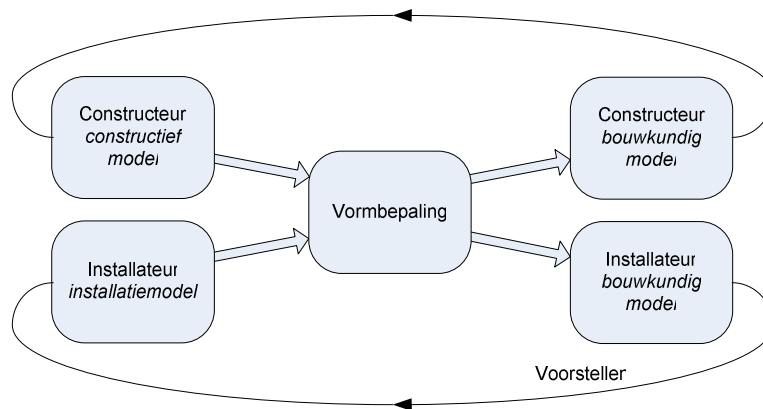 Constructeur
constructief
model
Constructeur
bouwkundig
model
Vormbepaling
Installateur
installatiemodel
Installateur
bouwkundig
model
Voorsteller